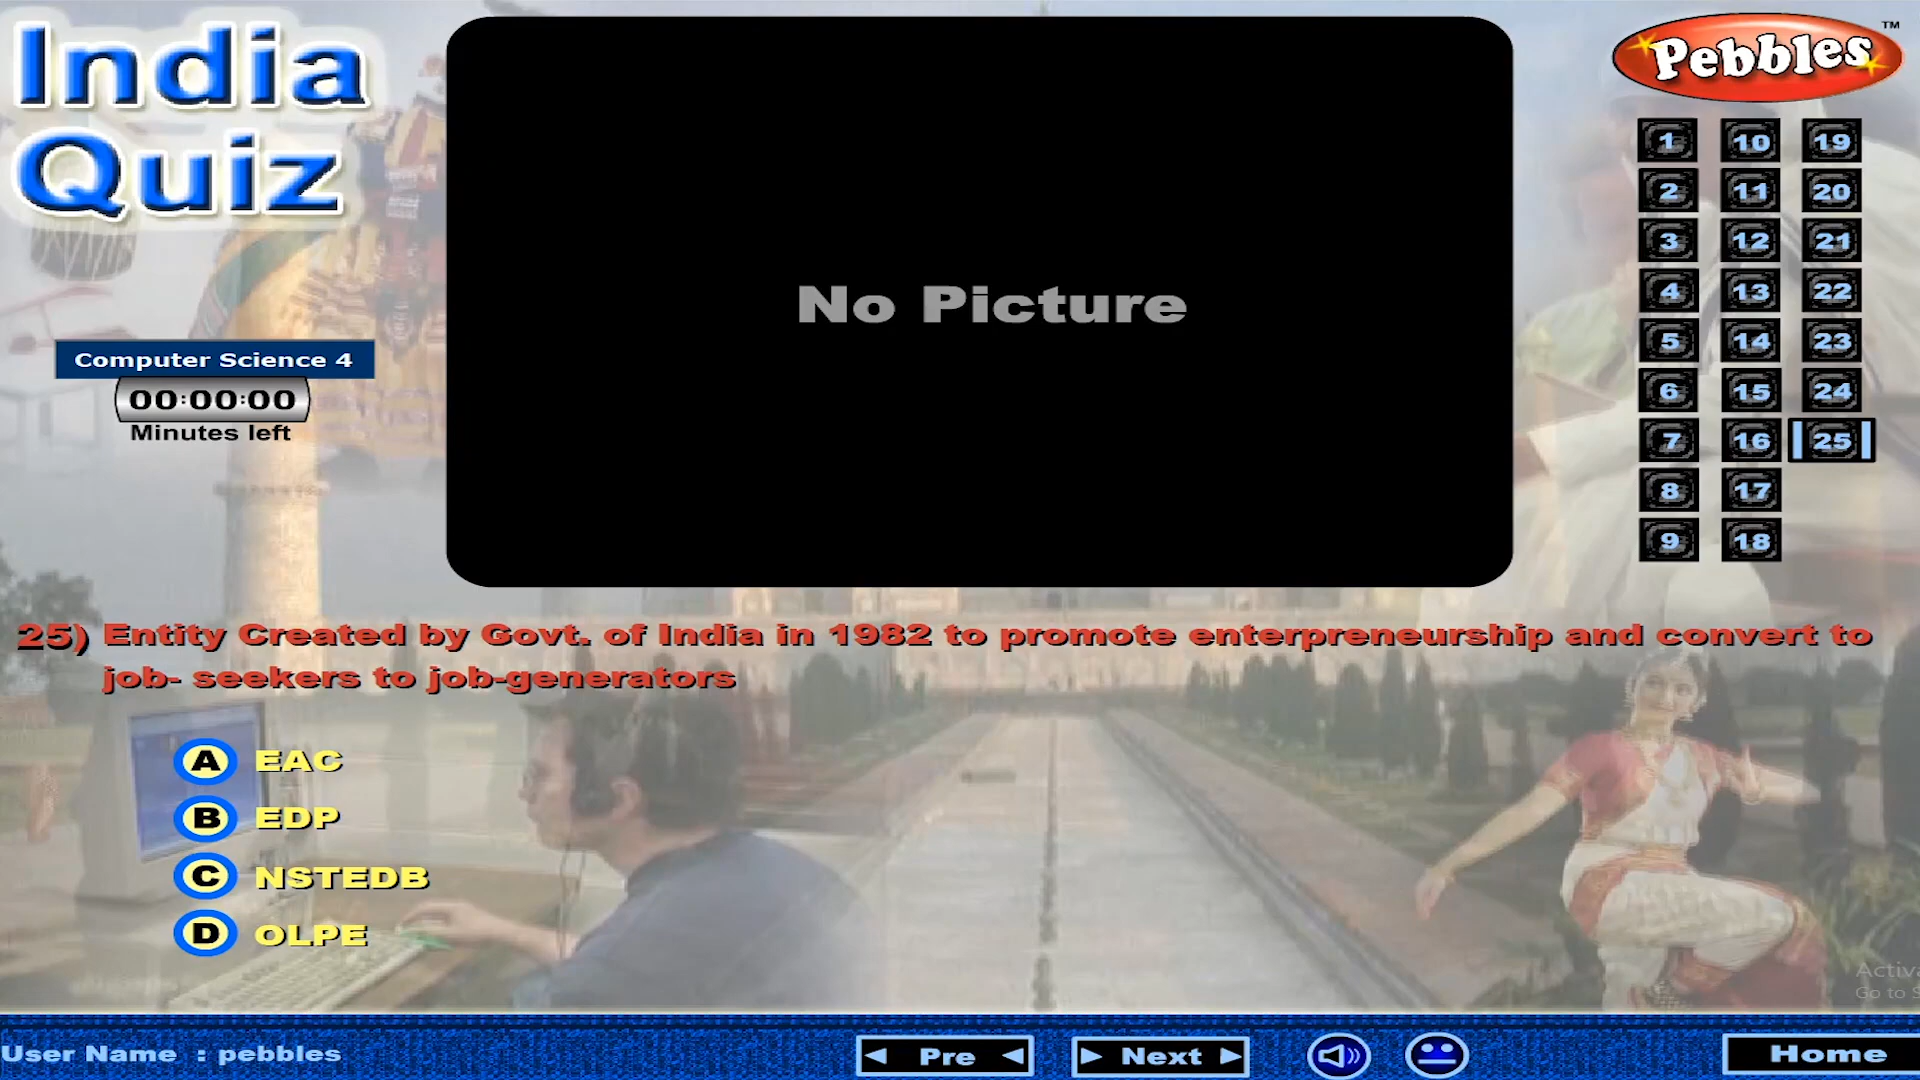 India
Quiz
Computer Science 4
00:00:00
Minutes left
No Picture
Pebbles TM
1 10 19
2 11 20
3 12 21
4 13 22
5 14 23
6 15 24
7 16 25
8 17
9 18
25) Entity Created by Govt. of India in 1982 to promote enterpreneurship and convert to
job- seekers to job-generators
A EAC
B EDP
C NSTEDB
D OLPE
User Name : pebbles
Pre
Next
Home